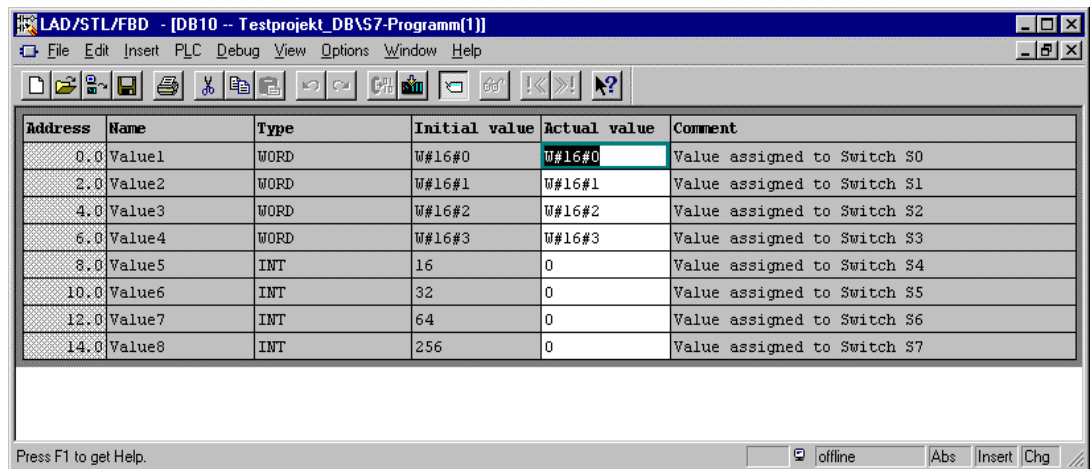 LAD/STL/FBD - [DB10 -- Testprojekt_DB\S7-Programm(1)]
File Edit Insert PLC Debug View Options Window Help
Address Name Type Initial value Actual value Comment
0.0 Value1 WORD W#16#0 W#16#0 Value assigned to Switch S0
2.0 Value2 WORD W#16#1 W#16#1 Value assigned to Switch S1
4.0 Value3 WORD W#16#2 W#16#2 Value assigned to Switch S2
6.0 Value4 WORD W#16#3 W#16#3 Value assigned to Switch S3
8.0 Value5 INT 16 0 Value assigned to Switch S4
10.0 Value6 INT 32 0 Value assigned to Switch S5
12.0 Value7 INT 64 0 Value assigned to Switch S6
14.0 Value8 INT 256 0 Value assigned to Switch S7
Press F1 to get Help. offline Abs Insert Chg